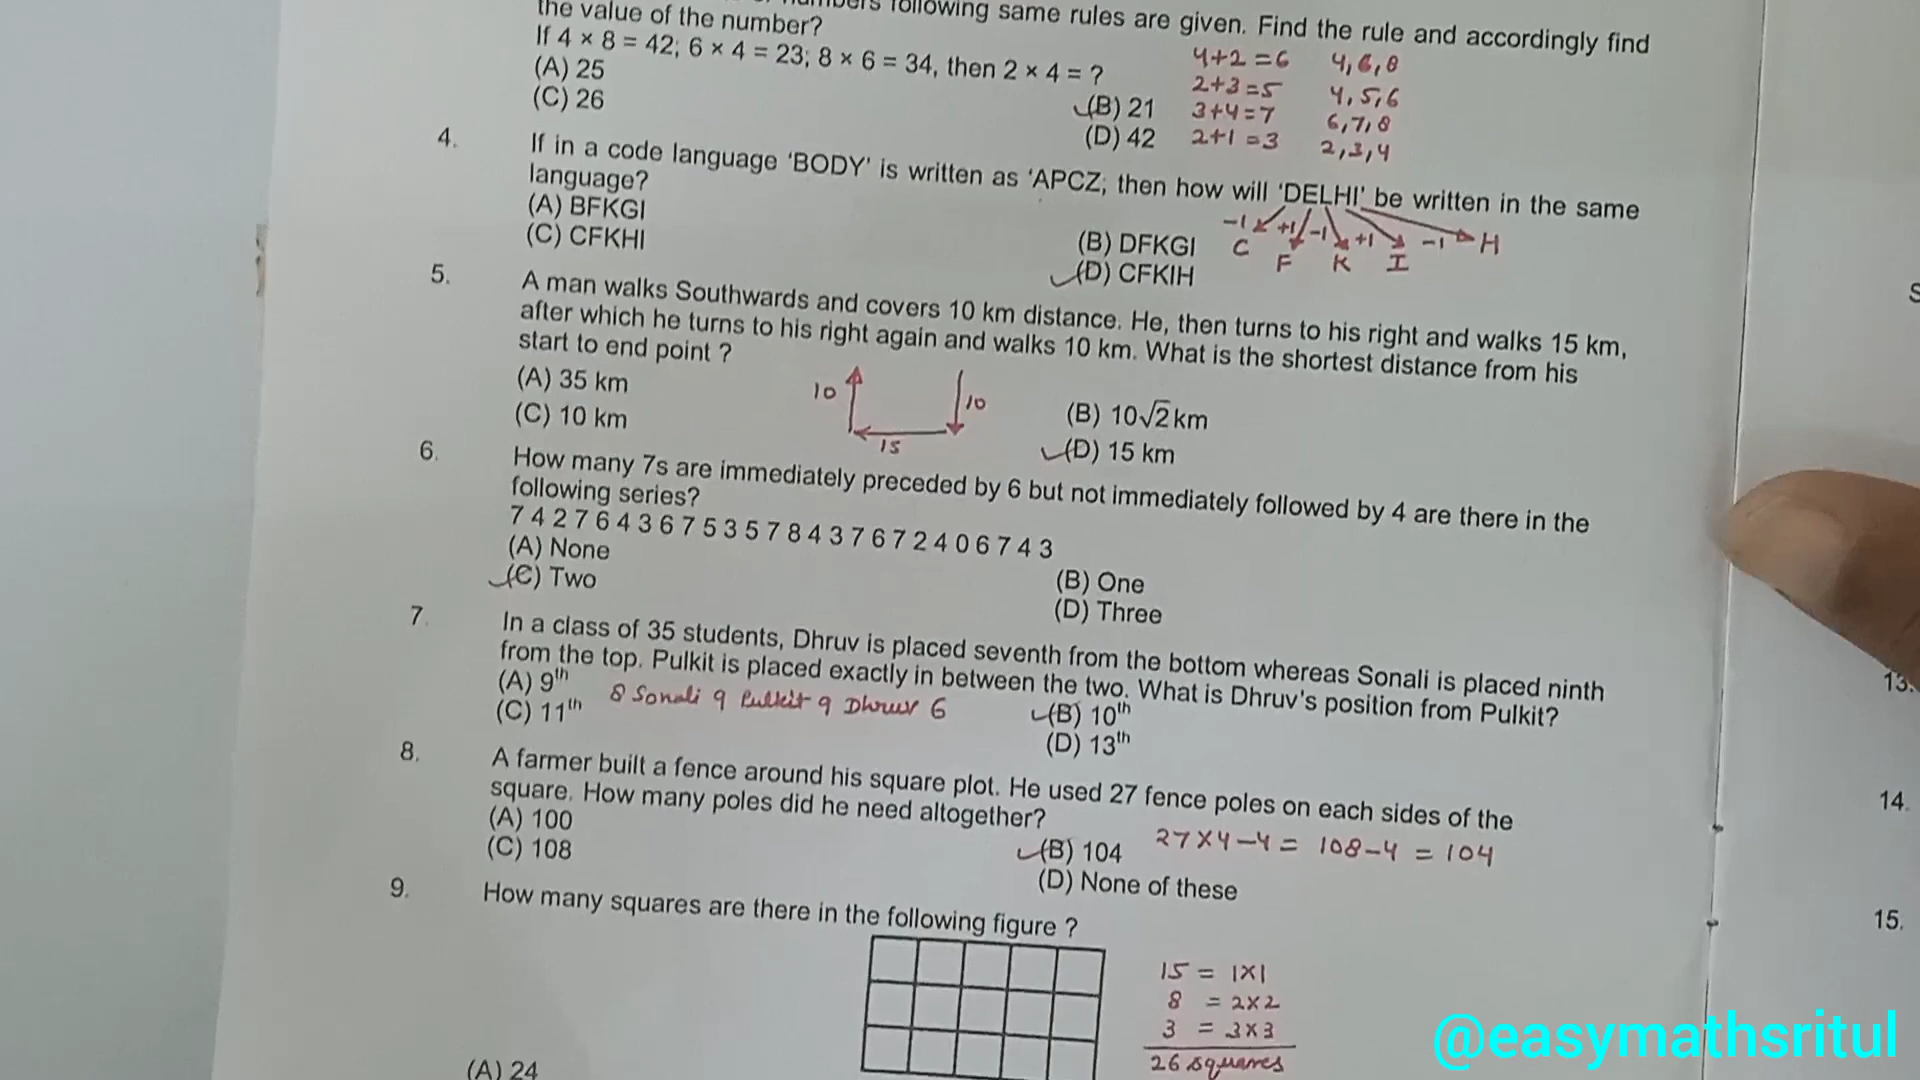 following same rules are given. Find the rule and accordingly find
the value of the number?
If 4 × 8 = 42; 6 × 4 = 23; 8 × 6 = 34, then 2 × 4 = ?
(A) 25
(B) 21
(C) 26
(D) 42
4+2=6 4,6,8
2+3=5 4,5,6
3+4=7 6,7,8
2+1=3 2,3,4
4. If in a code language 'BODY' is written as 'APCZ; then how will 'DELHI' be written in the same
language?
(A) BFKGI
(B) DFKGI
(C) CFKHI
(D) CFKIH
-1 +1 -1 +1 -1
C F K I H
5. A man walks Southwards and covers 10 km distance. He, then turns to his right and walks 15 km,
after which he turns to his right again and walks 10 km. What is the shortest distance from his
start to end point ?
(A) 35 km
(B) 10√2 km
(C) 10 km
(D) 15 km
10 10
15
6. How many 7s are immediately preceded by 6 but not immediately followed by 4 are there in the
following series?
7 4 2 7 6 4 3 6 7 5 3 5 7 8 4 3 7 6 7 2 4 0 6 7 4 3
(A) None
(B) One
(C) Two
(D) Three
7. In a class of 35 students, Dhruv is placed seventh from the bottom whereas Sonali is placed ninth
from the top. Pulkit is placed exactly in between the two. What is Dhruv's position from Pulkit?
(A) 9th
(B) 10th
(C) 11th
(D) 13th
8 Sonali 9 Pulkit 9 Dhruv 6
8. A farmer built a fence around his square plot. He used 27 fence poles on each sides of the
square. How many poles did he need altogether?
(A) 100
(B) 104
(C) 108
(D) None of these
27×4-4 = 108-4 = 104
9. How many squares are there in the following figure ?
15 = 1×1
8 = 2×2
3 = 3×3
26 squares
(A) 24
13.
14.
15.
@easymathsritul